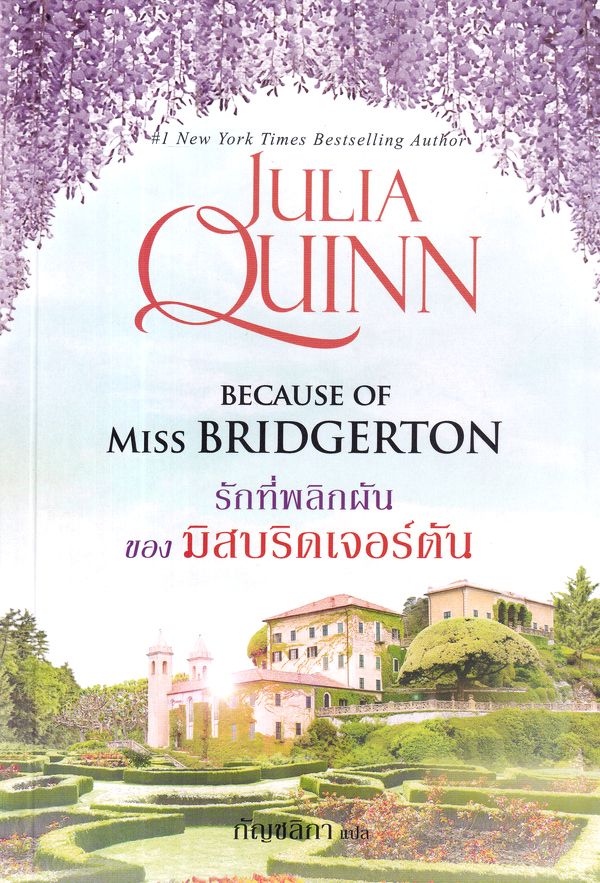 #1 New York Times Bestselling Author
JULIA
QUINN
BECAUSE OF
MISS BRIDGERTON
รักที่พลิกผัน
ของ มิสบริดเจอร์ตัน
กัญชลิกา แปล